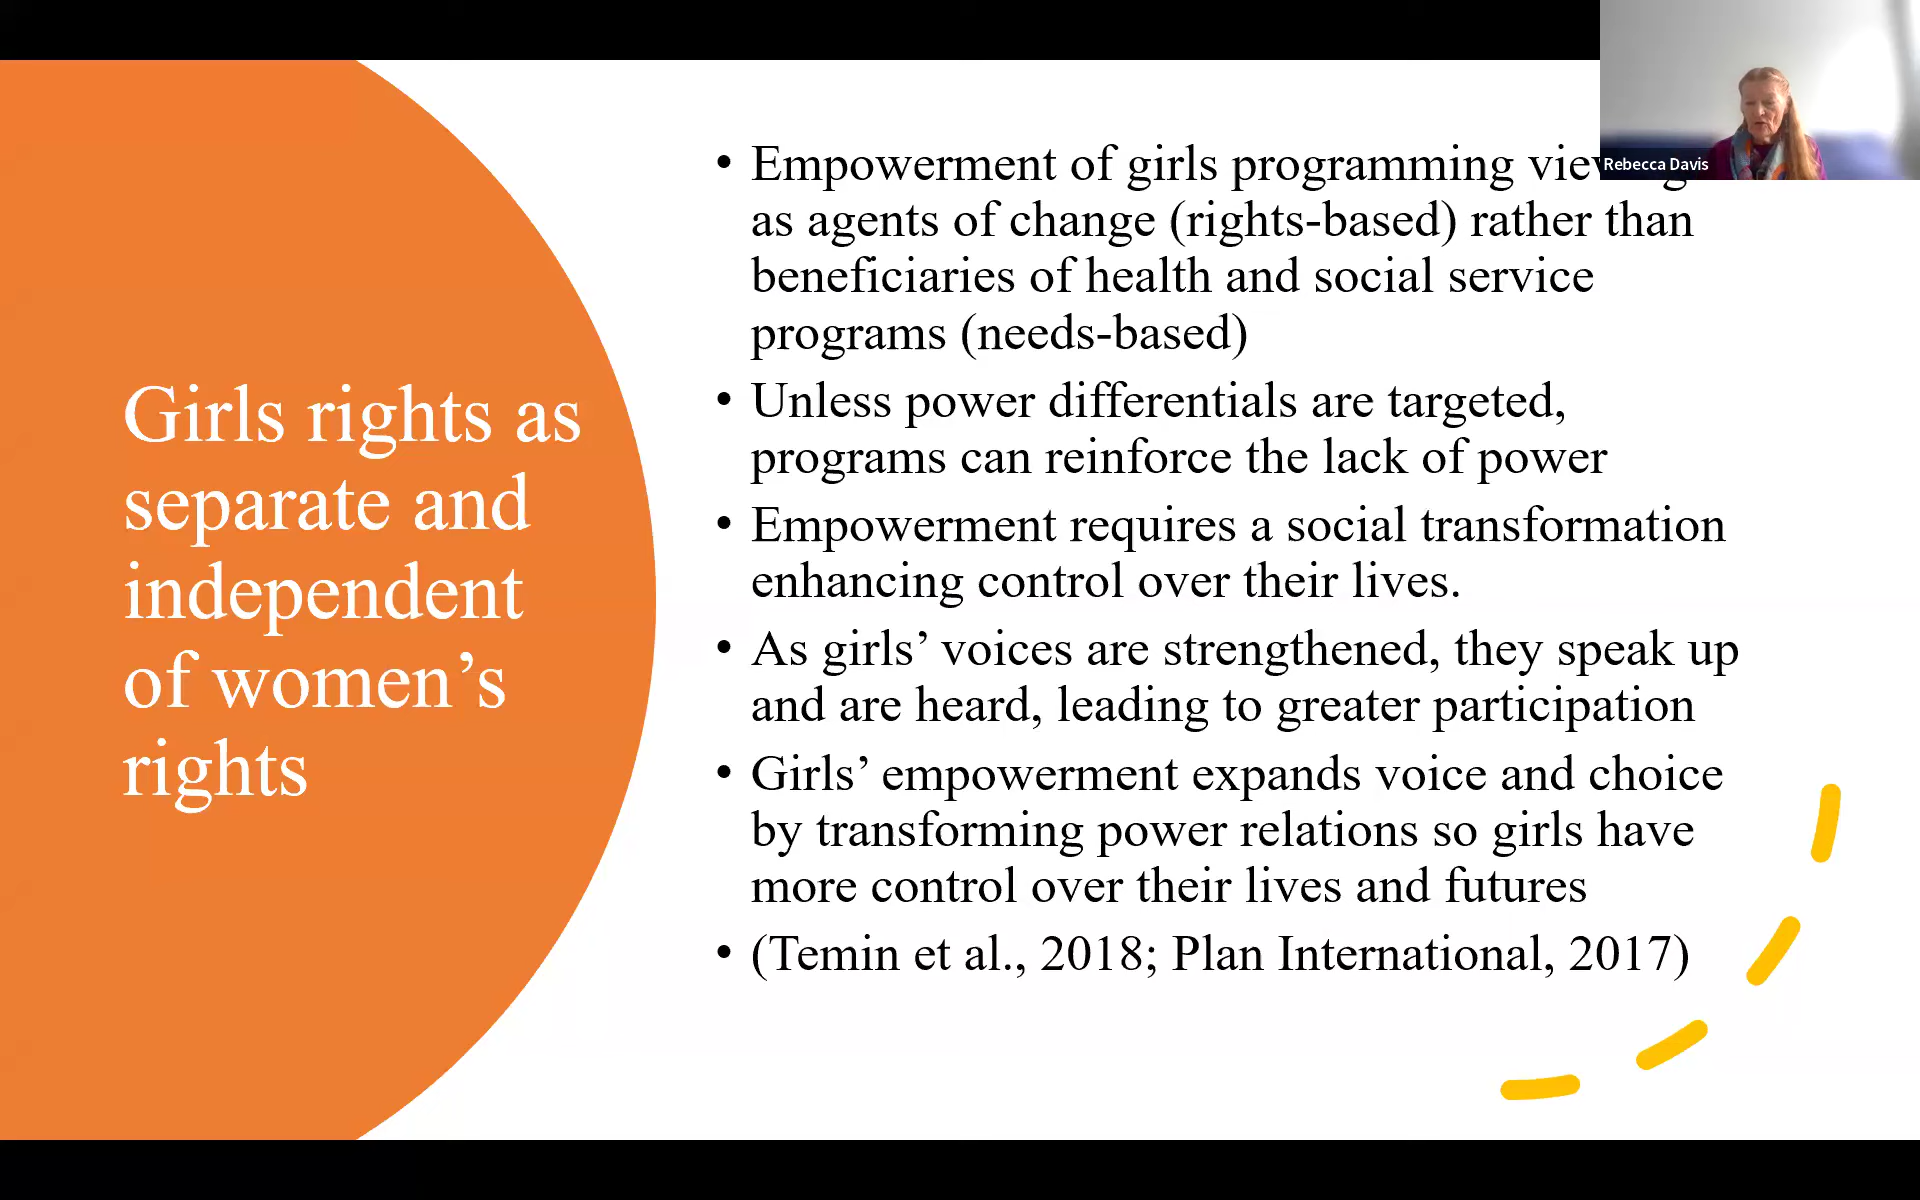 Girls rights as
separate and
independent
of women’s
rights
• Empowerment of girls programming
as agents of change (rights-based) rather than
beneficiaries of health and social service
programs (needs-based)
• Unless power differentials are targeted,
programs can reinforce the lack of power
• Empowerment requires a social transformation
enhancing control over their lives.
• As girls’ voices are strengthened, they speak up
and are heard, leading to greater participation
• Girls’ empowerment expands voice and choice
by transforming power relations so girls have
more control over their lives and futures
• (Temin et al., 2018; Plan International, 2017)
Rebecca Davis